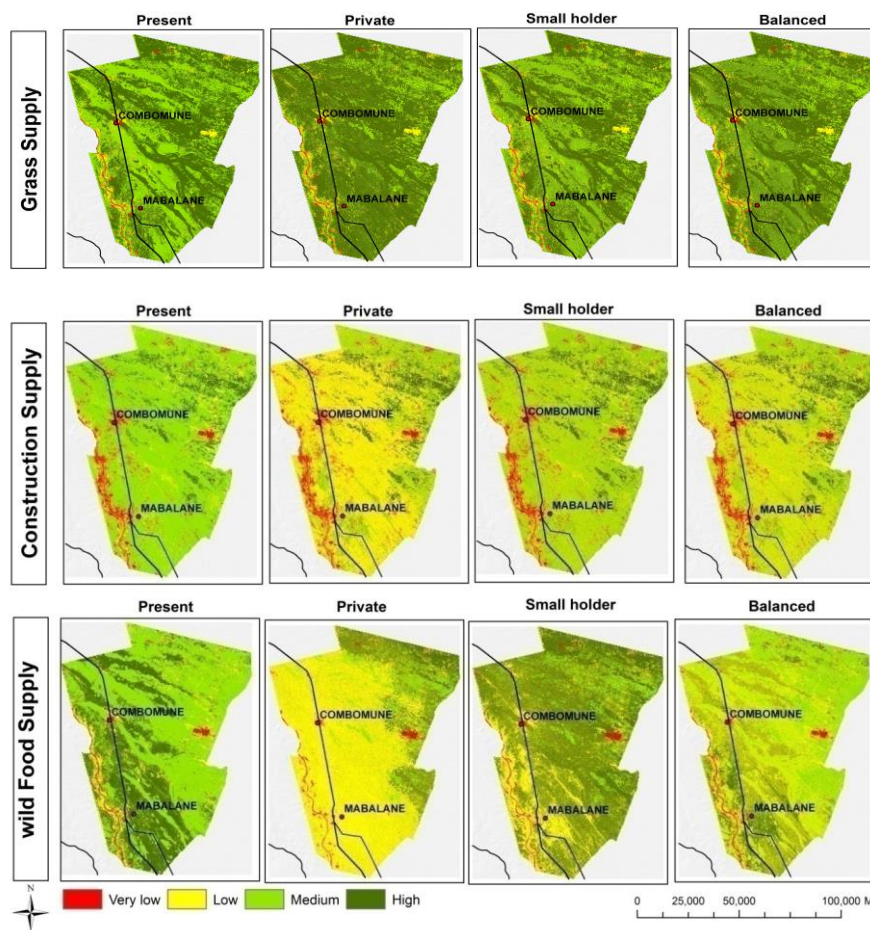 Present Private Small holder Balanced
Grass Supply
COMBOMUNE COMBOMUNE COMBOMUNE COMBOMUNE
MABALANE MABALANE MABALANE MABALANE
Present Private Small holder Balanced
Construction Supply
COMBOMUNE COMBOMUNE COMBOMUNE COMBOMUNE
MABALANE MABALANE MABALANE MABALANE
Present Private Small holder Balanced
wild Food Supply
COMBOMUNE COMBOMUNE COMBOMUNE COMBOMUNE
MABALANE MABALANE MABALANE MABALANE
N
Very low Low Medium High
0 25,000 50,000 100,000 M